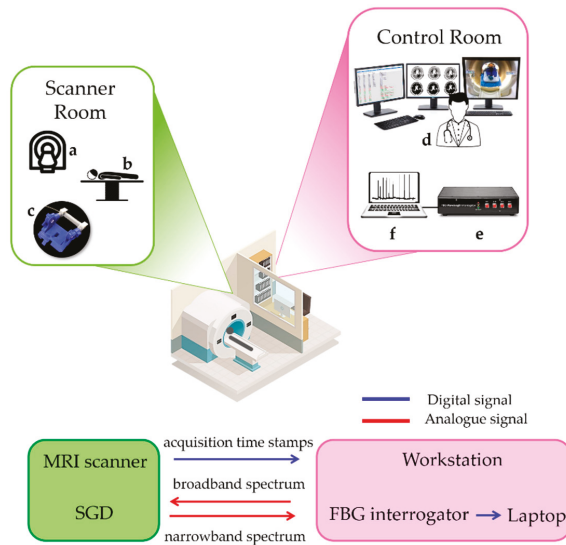 Control Room
Scanner
Room
a
b
c
d
f
e
Digital signal
Analogue signal
acquisition time stamps
MRI scanner
Workstation
broadband spectrum
SGD
FBG interrogator
Laptop
narrowband spectrum